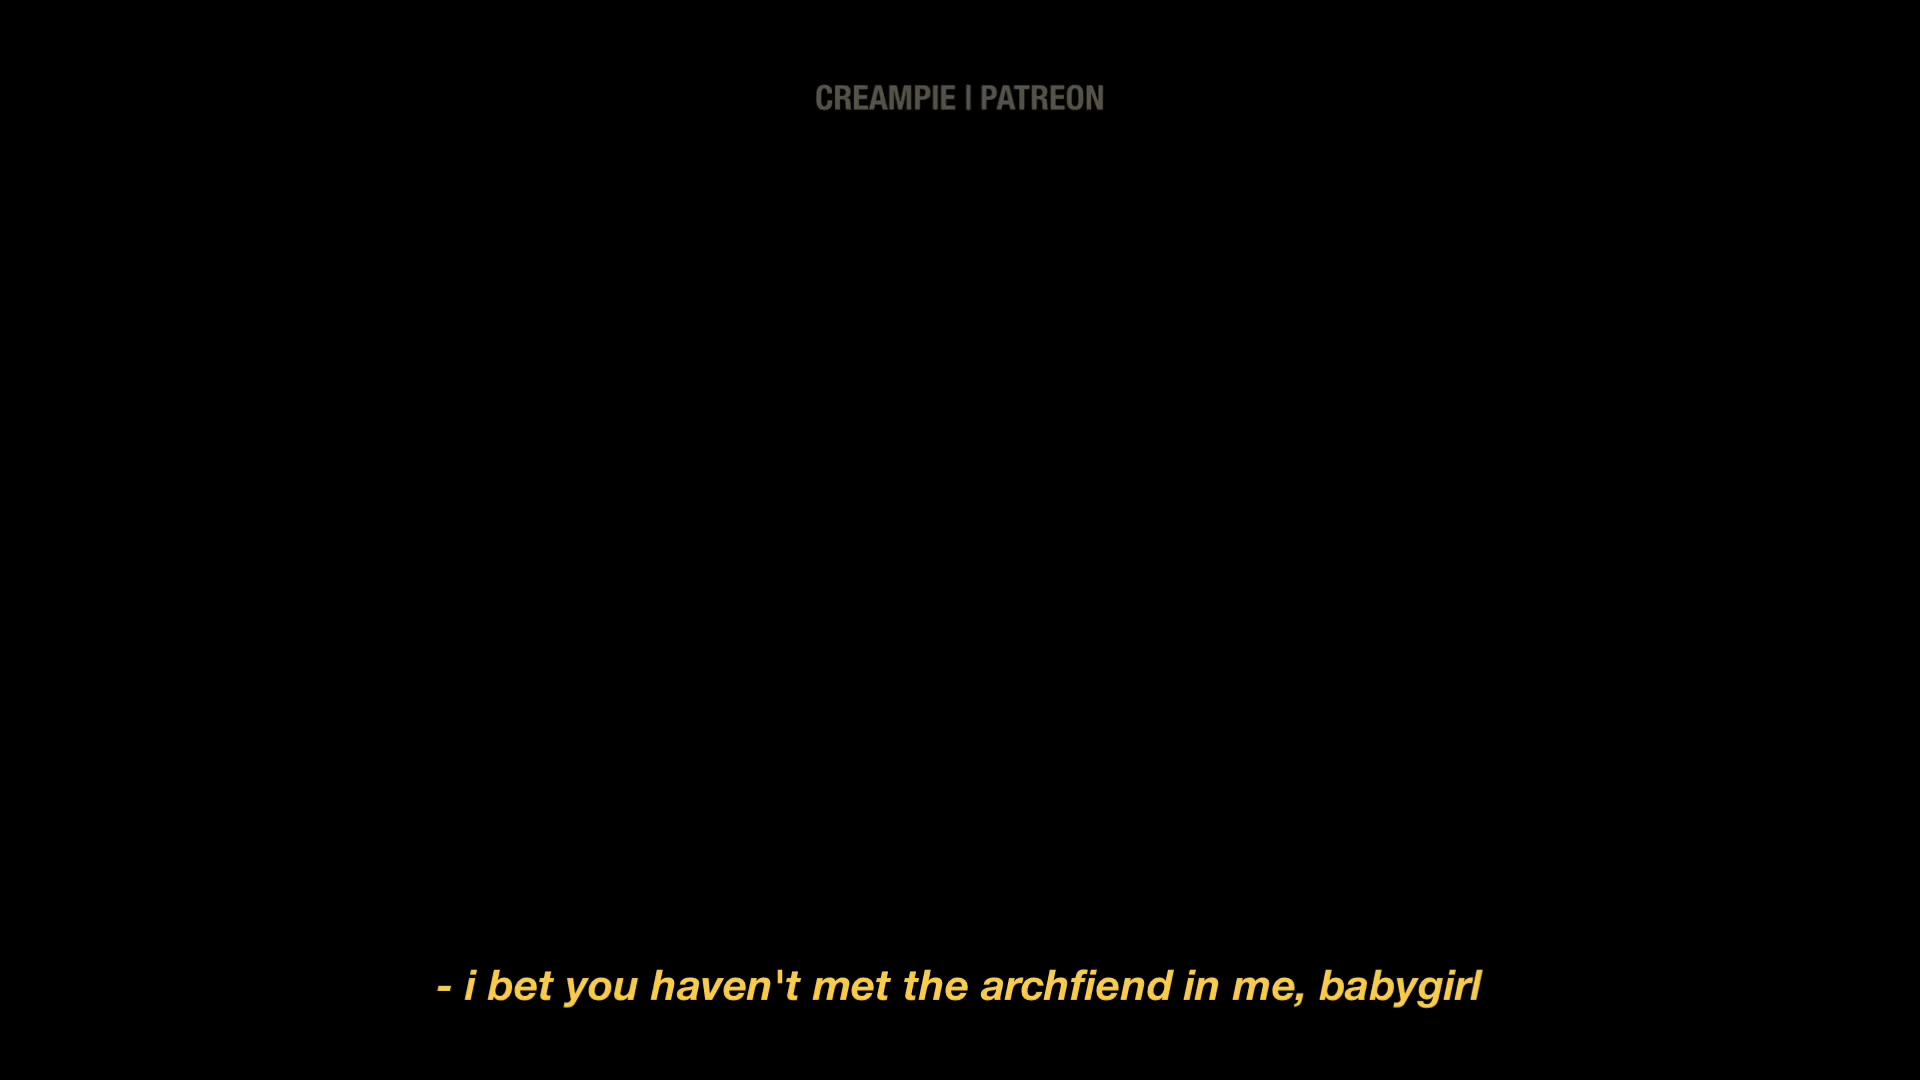 CREAMPIE | PATREON
- i bet you haven't met the archfiend in me, babygirl